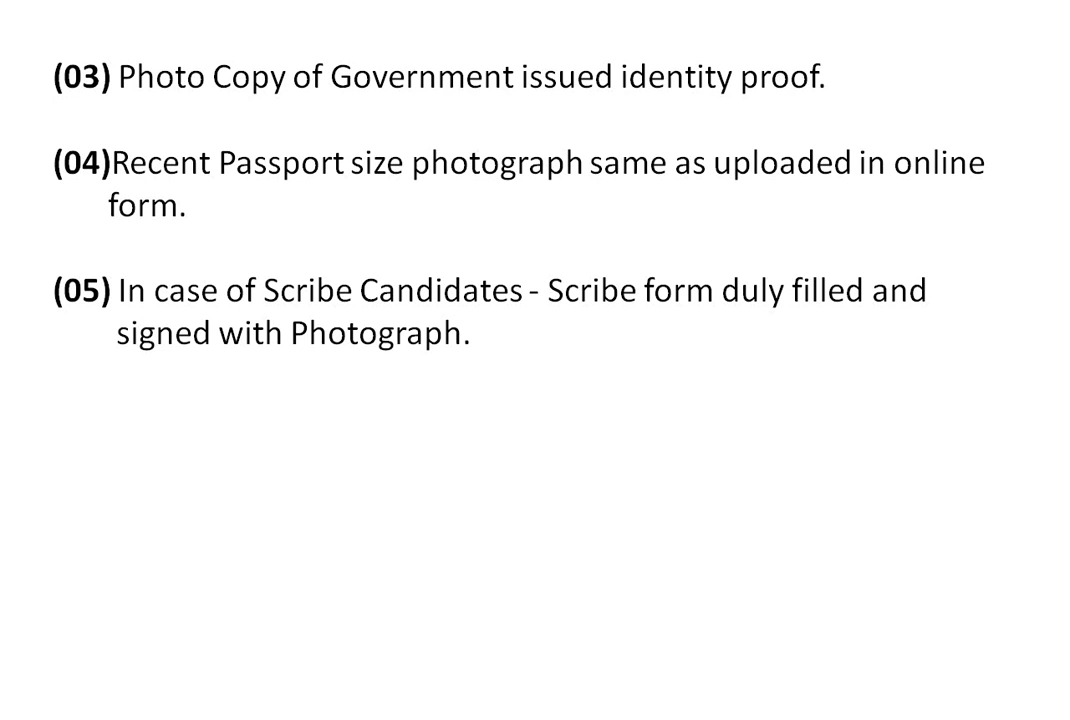 (03) Photo Copy of Government issued identity proof.
(04)Recent Passport size photograph same as uploaded in online
form.
(05) In case of Scribe Candidates - Scribe form duly filled and
signed with Photograph.